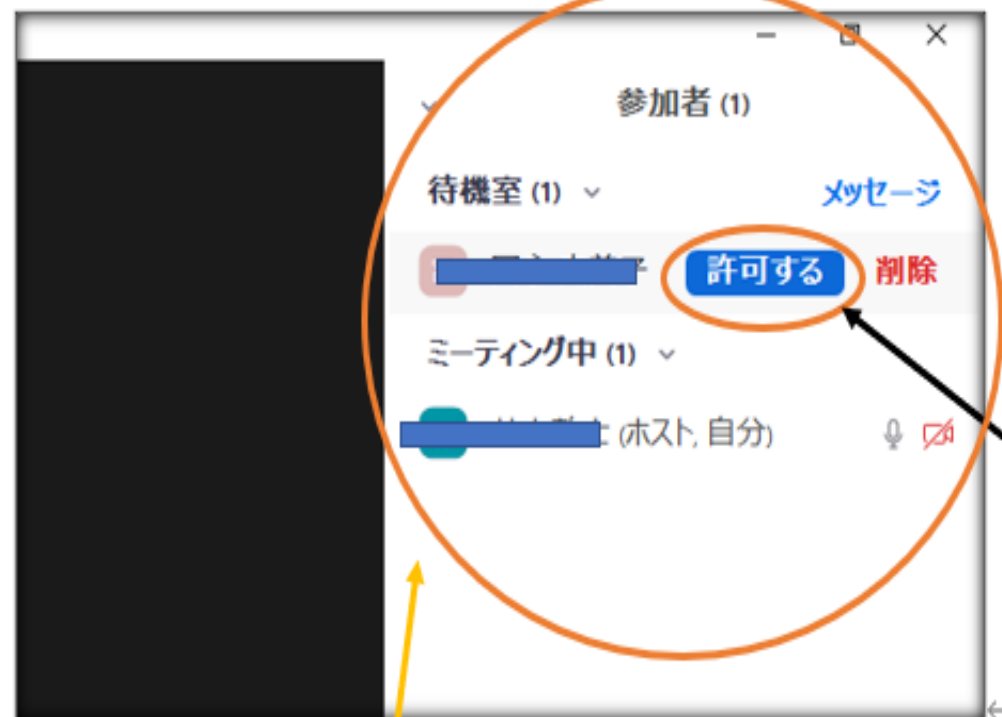 参加者 (1)
待機室 (1)
メッセージ
許可する 削除
ミーティング中 (1)
(ホスト, 自分)